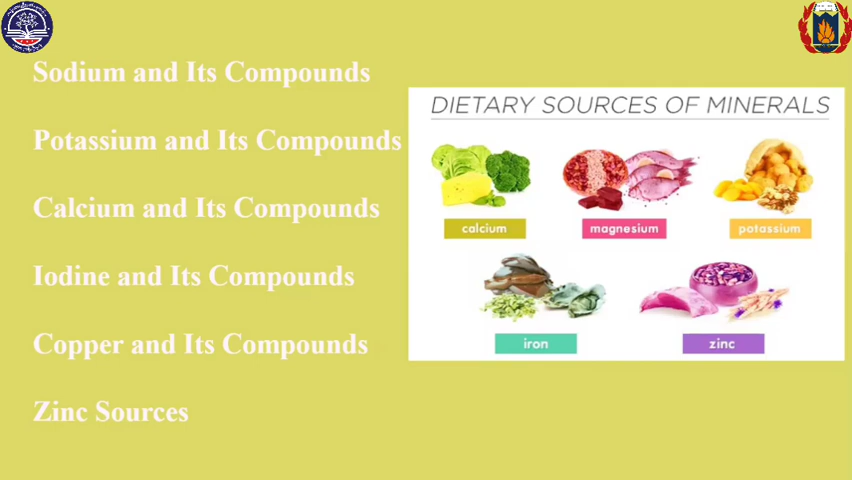 Sodium and Its Compounds
Potassium and Its Compounds
Calcium and Its Compounds
Iodine and Its Compounds
Copper and Its Compounds
Zinc Sources
DIETARY SOURCES OF MINERALS
calcium
magnesium
potassium
iron
zinc